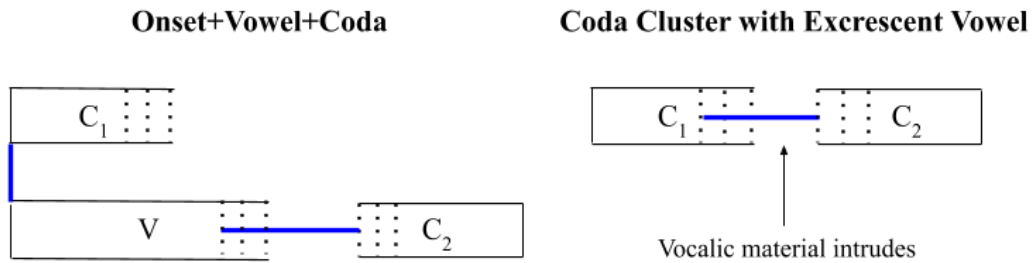 Onset+Vowel+Coda
Coda Cluster with Excrescent Vowel
C1
C1 C2
V C2
Vocalic material intrudes